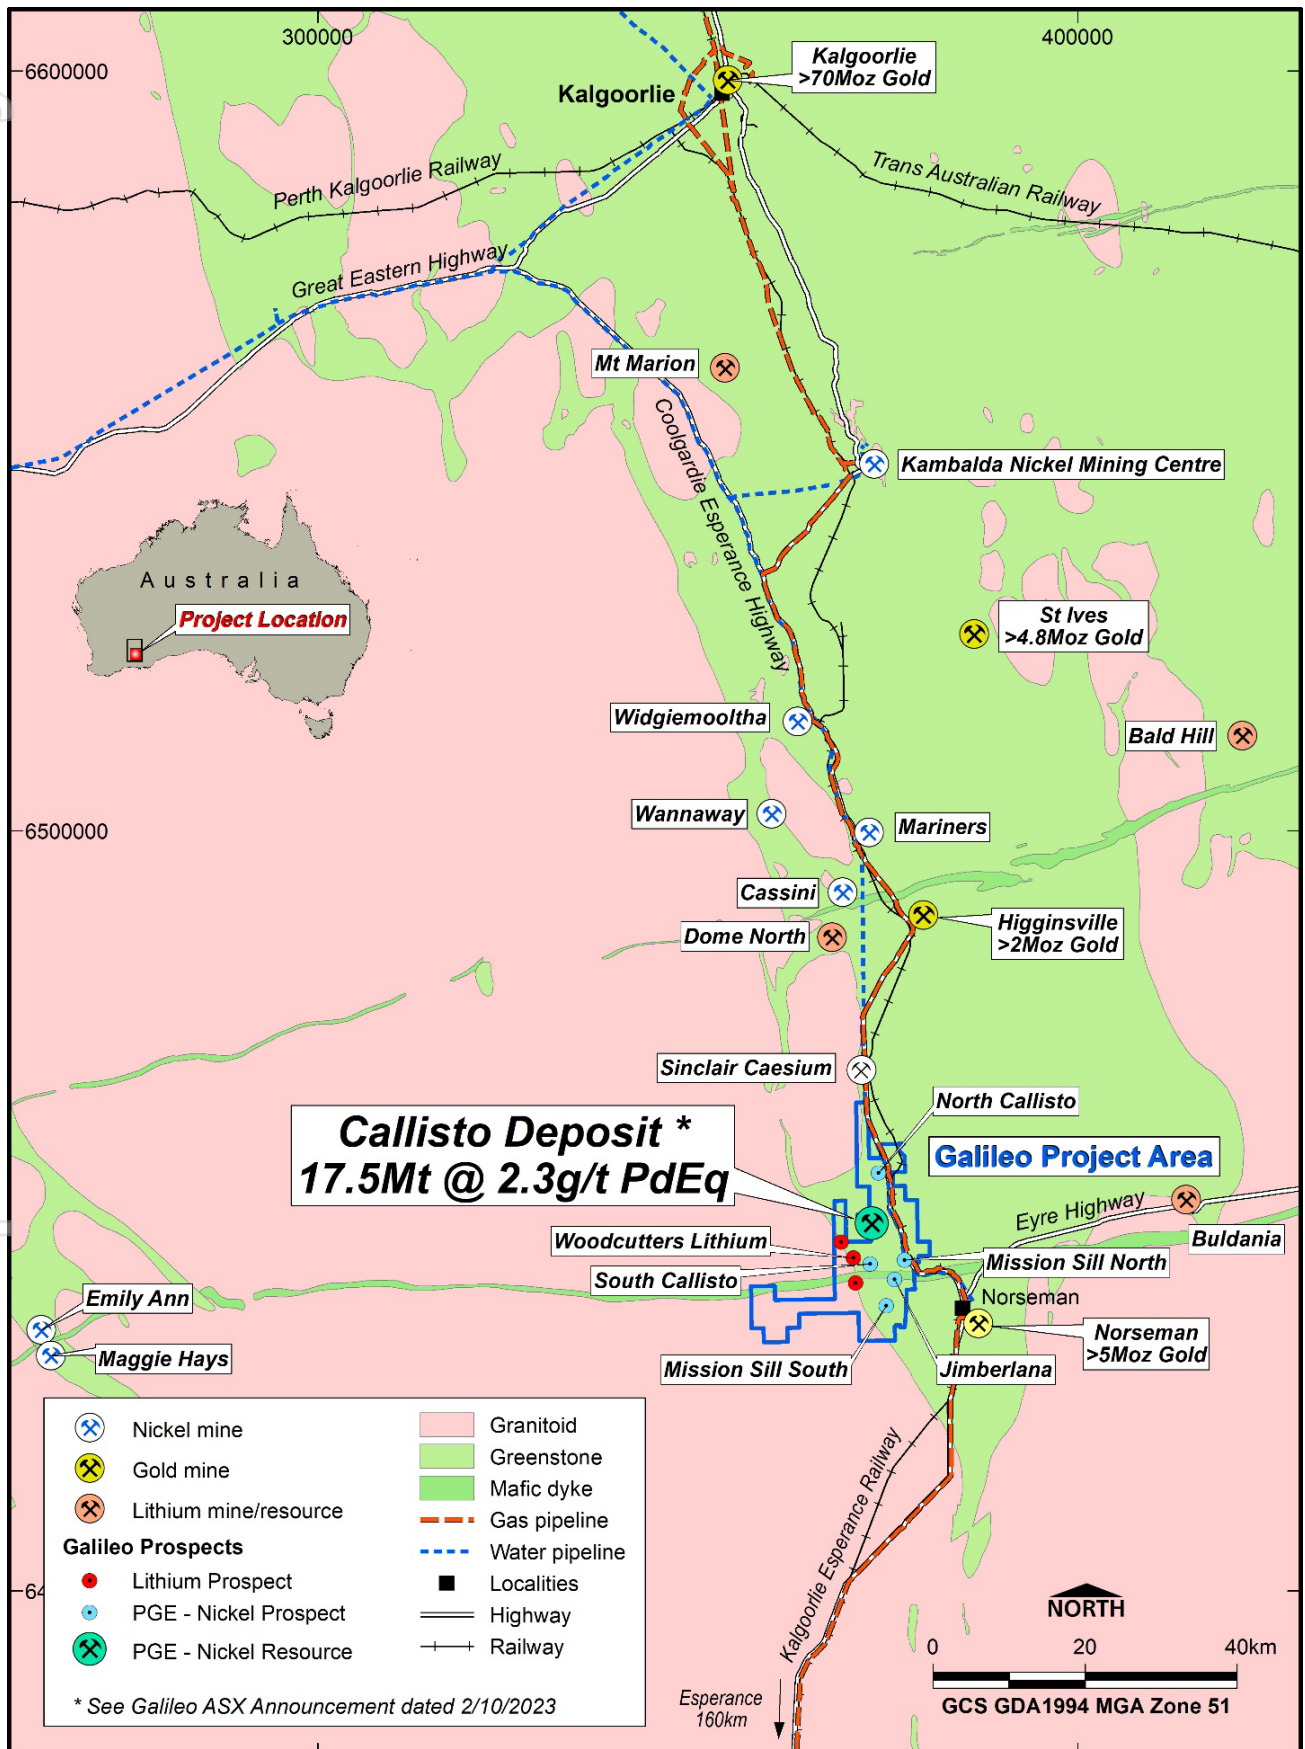 300000
400000
6600000
Kalgoorlie
>70Moz Gold
Kalgoorlie
Perth Kalgoorlie Railway
Trans Australian Railway
Great Eastern Highway
Mt Marion
Coolgardie Esperance Highway
Kambalda Nickel Mining Centre
Australia
Project Location
St Ives
>4.8Moz Gold
Widgiemooltha
Bald Hill
Wannaway
Mariners
6500000
Cassini
Higginsville
>2Moz Gold
Dome North
Sinclair Caesium
North Callisto
Callisto Deposit *
17.5Mt @ 2.3g/t PdEq
Galileo Project Area
Eyre Highway
Buldania
Woodcutters Lithium
Mission Sill North
South Callisto
Norseman
Emily Ann
Maggie Hays
Norseman
>5Moz Gold
Mission Sill South
Jimberlana
Nickel mine
Gold mine
Lithium mine/resource
Galileo Prospects
Lithium Prospect
PGE - Nickel Prospect
PGE - Nickel Resource
Granitoid
Greenstone
Mafic dyke
Gas pipeline
Water pipeline
Localities
Highway
Railway
* See Galileo ASX Announcement dated 2/10/2023
Kalgoorlie Esperance Railway
Esperance
160km
NORTH
0 20 40km
GCS GDA1994 MGA Zone 51